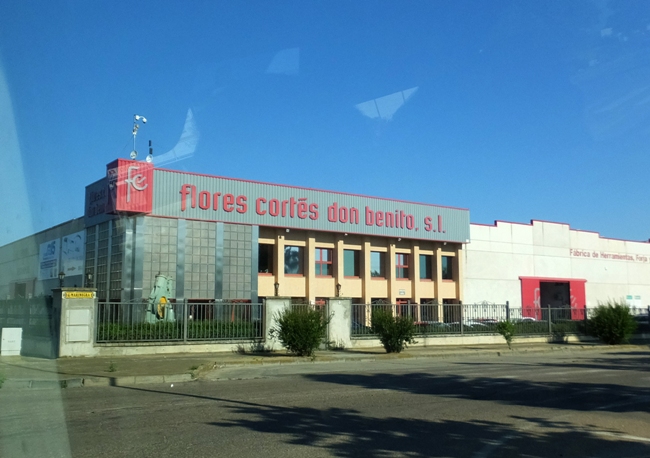 fc
flores cortés don benito, s.l.
Fábrica de Herramientas, Forja